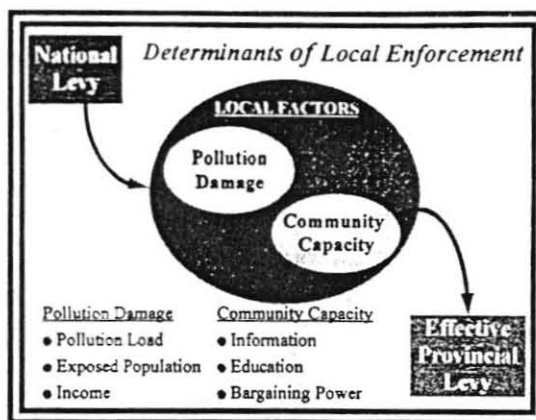 National
Levy
Determinants of Local Enforcement
LOCAL FACTORS
Pollution
Damage
Community
Capacity
Pollution Damage
● Pollution Load
● Exposed Population
● Income
Community Capacity
● Information
● Education
● Bargaining Power
Effective
Provincial
Levy